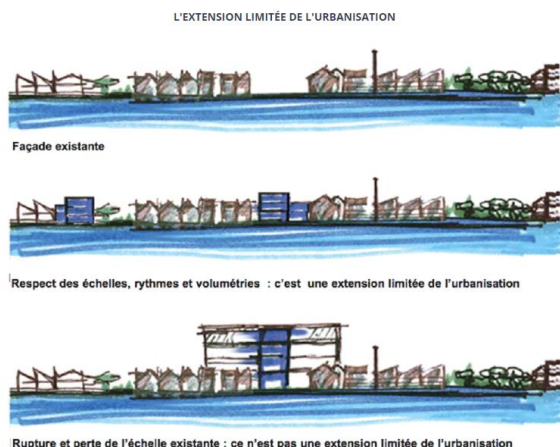 L'EXTENSION LIMITÉE DE L'URBANISATION
Façade existante
Respect des échelles, rythmes et volumétries : c'est une extension limitée de l'urbanisation
Rupture et perte de l'échelle existante : ce n'est pas une extension limitée de l'urbanisation